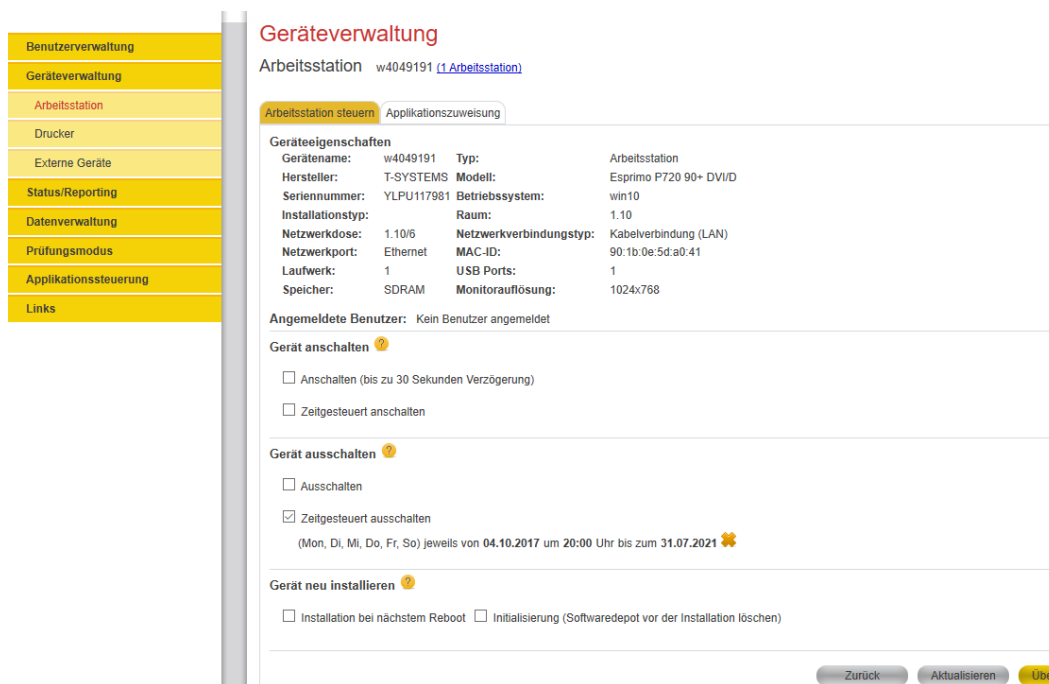 Benutzerverwaltung
Geräteverwaltung
Arbeitsstation
Drucker
Externe Geräte
Status/Reporting
Datenverwaltung
Prüfungsmodus
Applikationssteuerung
Links
Geräteverwaltung
Arbeitsstation w4049191 (1 Arbeitsstation)
Arbeitsstation steuern Applikationszuweisung
Geräteeigenschaften
Gerätename: w4049191 Typ: Arbeitsstation
Hersteller: T-SYSTEMS Modell: Esprimo P720 90+ DVI/D
Seriennummer: YLPU117981 Betriebssystem: win10
Installationstyp: Raum: 1.10
Netzwerkdose: 1.10/6 Netzwerkverbindungstyp: Kabelverbindung (LAN)
Netzwerkport: Ethernet MAC-ID: 90:1b:0e:5d:a0:41
Laufwerk: 1 USB Ports: 1
Speicher: SDRAM Monitorauflösung: 1024x768
Angemeldete Benutzer: Kein Benutzer angemeldet
Gerät anschalten ?
Anschalten (bis zu 30 Sekunden Verzögerung)
Zeitgesteuert anschalten
Gerät ausschalten ?
Ausschalten
Zeitgesteuert ausschalten
(Mon, Di, Mi, Do, Fr, So) jeweils von 04.10.2017 um 20:00 Uhr bis zum 31.07.2021
Gerät neu installieren ?
Installation bei nächstem Reboot Initialisierung (Softwaredepot vor der Installation löschen)
Zurück Aktualisieren Übe